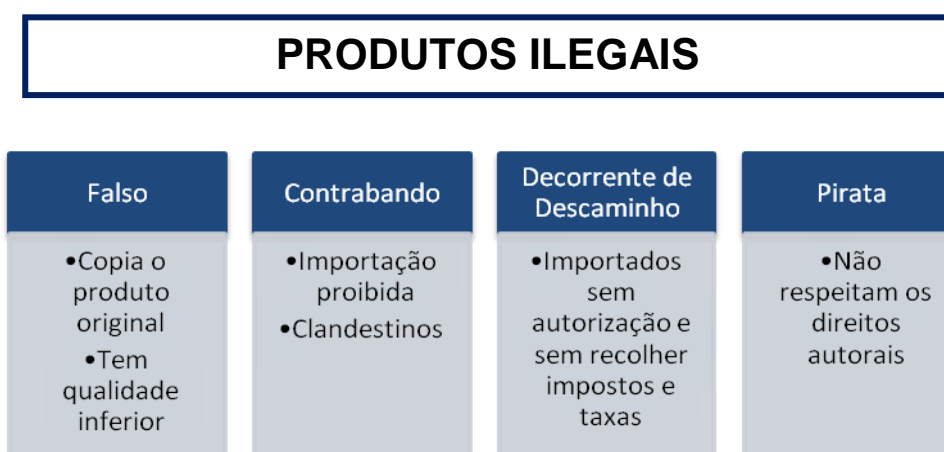 PRODUTOS ILEGAIS
Falso
•Copia o
produto
original
•Tem
qualidade
inferior
Contrabando
•Importação
proibida
•Clandestinos
Decorrente de
Descaminho
•Importados
sem
autorização e
sem recolher
impostos e
taxas
Pirata
•Não
respeitam os
direitos
autorais